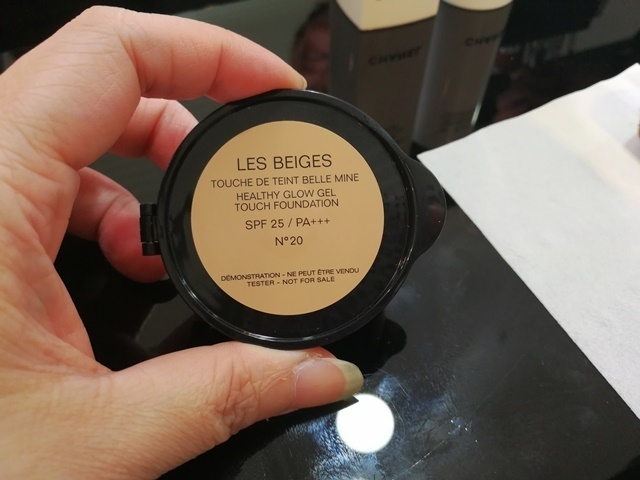 LES BEIGES
TOUCHE DE TEINT BELLE MINE
HEALTHY GLOW GEL
TOUCH FOUNDATION
SPF 25 / PA+++
N°20
DÉMONSTRATION - NE PEUT ÊTRE VENDU
TESTER - NOT FOR SALE